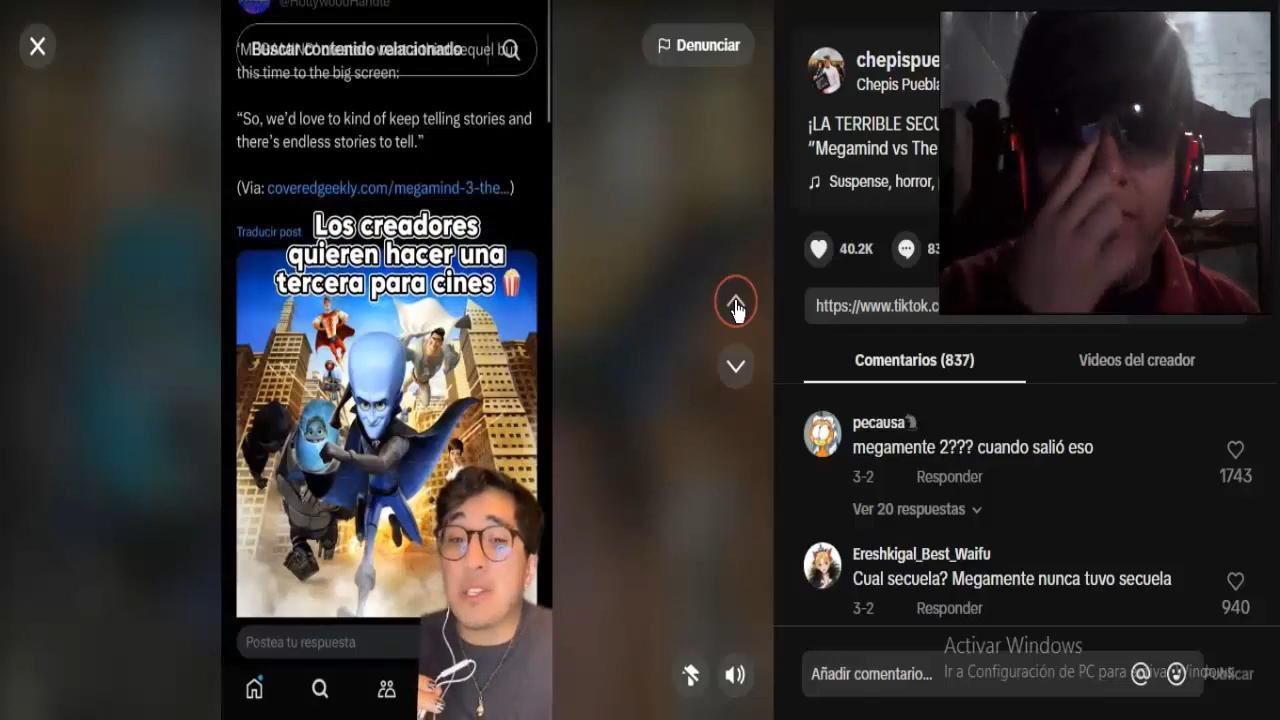 @HollywoodHandle
Buscar contenido relacionado
this time to the big screen:
“So, we’d love to kind of keep telling stories and
there’s endless stories to tell.”
(Via: coveredgeekly.com/megamind-3-the...)
Traducir post
Los creadores
quieren hacer una
tercera para cines
Postea tu respuesta
Denunciar
chepispue
Chepis Puebla
¡LA TERRIBLE SECU
“Megamind vs The
Suspense, horror,
40.2K
83
https://www.tiktok.c
Comentarios (837)
Videos del creador
pecausa
megamente 2??? cuando salió eso
3-2
Responder
1743
Ver 20 respuestas
Ereshkigal_Best_Waifu
Cual secuela? Megamente nunca tuvo secuela
3-2
Responder
940
Activar Windows
Ir a Configuración de PC para activar Windows.
Añadir comentario...
Publicar